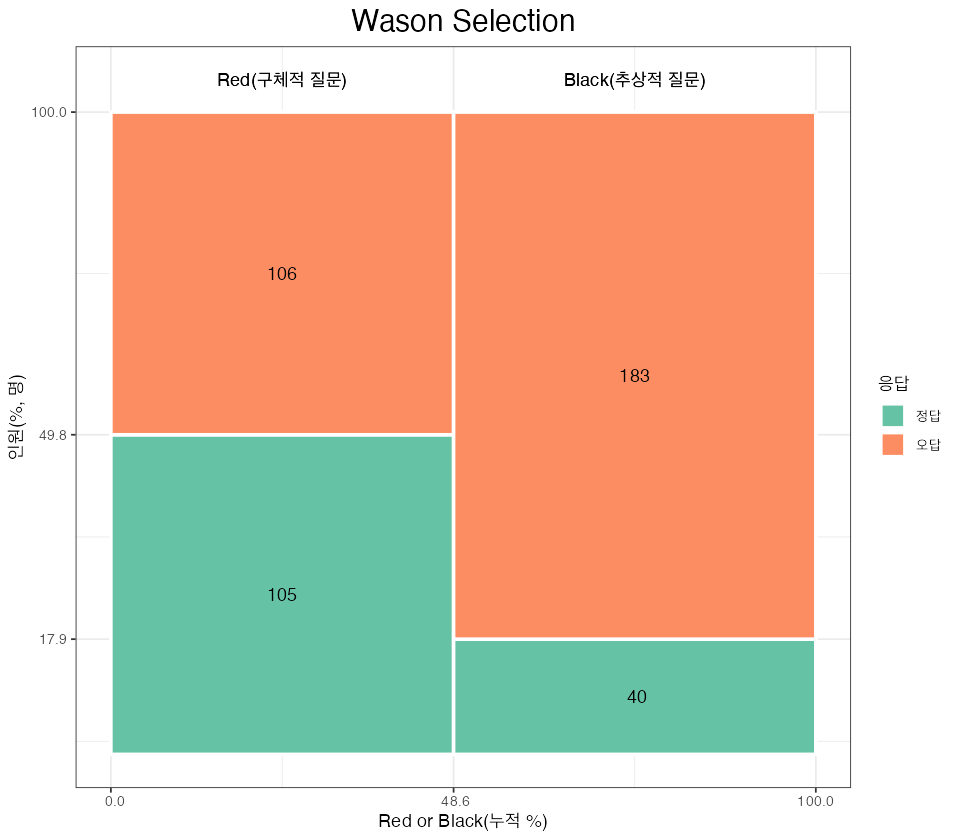 Wason Selection
Red(구체적 질문)
Black(추상적 질문)
100.0
106
183
인원(%, 명)
49.8
응답
정답
오답
105
17.9
40
0.0
48.6
100.0
Red or Black(누적 %)